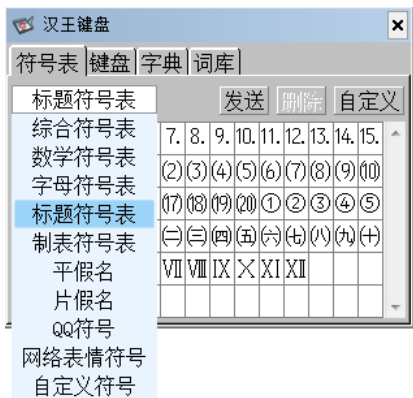 汉王键盘
符号表 键盘 字典 词库
标题符号表 发送 删除 自定义
综合符号表
数学符号表
字母符号表
标题符号表
制表符号表
平假名
片假名
QQ符号
网络表情符号
自定义符号
7. 8. 9. 10. 11. 12. 13. 14. 15.
(2) (3) (4) (5) (6) (7) (8) (9) (10)
(17) (18) (19) (20) ① ② ③ ④ ⑤
(二) (三) (四) (五) (六) (七) (八) (九) (十)
Ⅶ Ⅷ Ⅸ Ⅹ Ⅺ Ⅻ